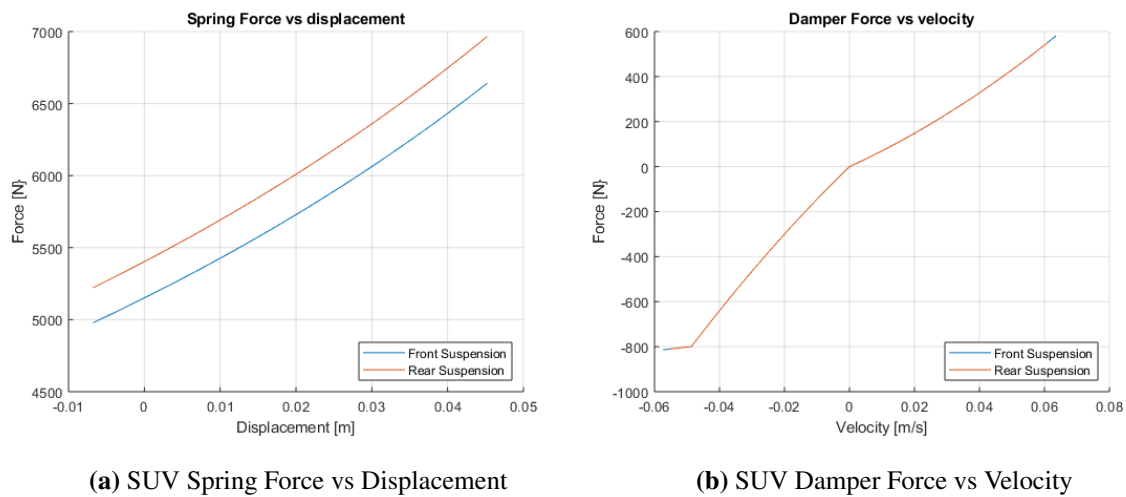 Spring Force vs displacement
7000
6500
6000
5500
5000
4500
Force [N}
-0.01 0 0.01 0.02 0.03 0.04 0.05
Displacement [m]
Front Suspension
Rear Suspension
(a) SUV Spring Force vs Displacement
Damper Force vs velocity
600
400
200
0
-200
-400
-600
-800
-1000
Force [N}
-0.06 -0.04 -0.02 0 0.02 0.04 0.06 0.08
Velocity [m/s]
Front Suspension
Rear Suspension
(b) SUV Damper Force vs Velocity